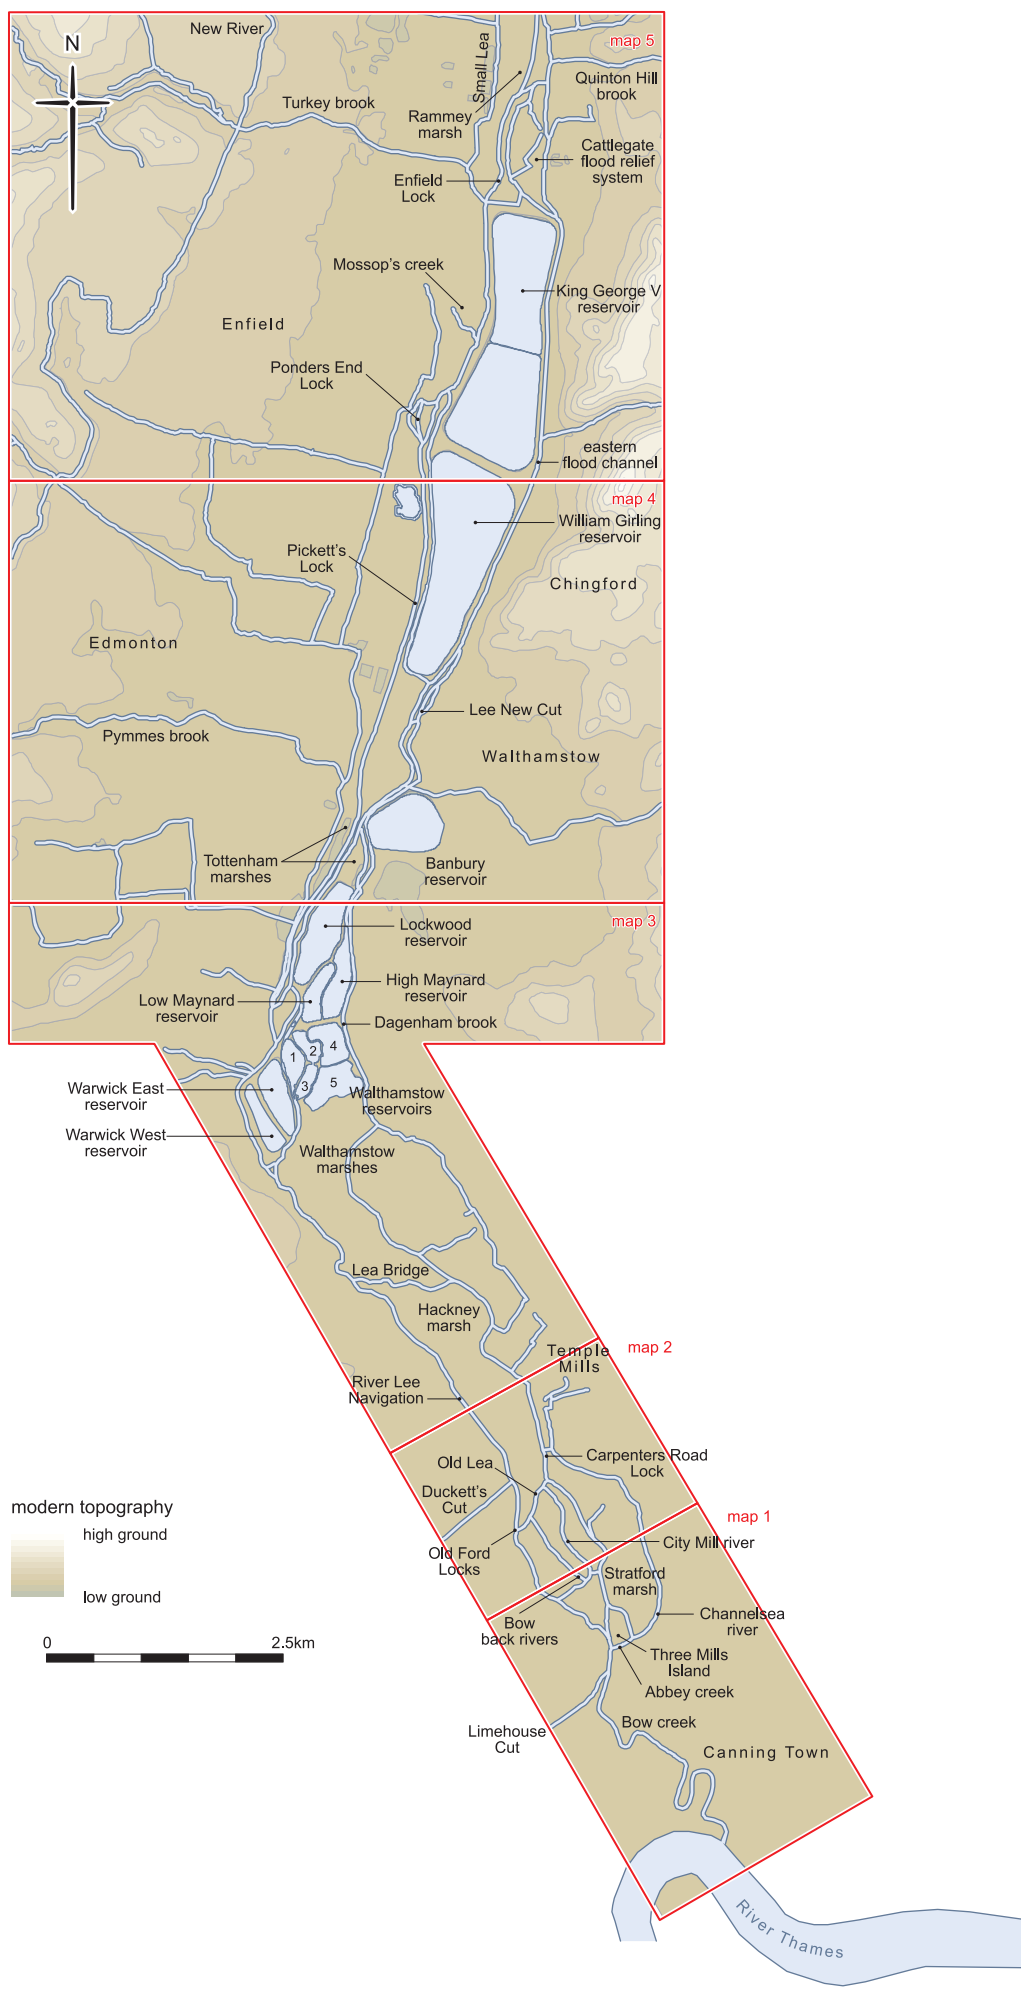 map 5
New River
N
Small Lea
Quinton Hill
brook
Turkey brook
Rammey
marsh
Cattlegate
flood relief
system
Enfield
Lock
Mossop's creek
King George V
reservoir
Enfield
Ponders End
Lock
eastern
flood channel
map 4
William Girling
reservoir
Pickett's
Lock
Chingford
Edmonton
Lee New Cut
Pymmes brook
Walthamstow
Tottenham
marshes
Banbury
reservoir
map 3
Lockwood
reservoir
High Maynard
reservoir
Low Maynard
reservoir
Dagenham brook
1
2
4
3
5
Warwick East
reservoir
Walthamstow
reservoirs
Warwick West
reservoir
Walthamstow
marshes
Lea Bridge
Hackney
marsh
map 2
Temple
Mills
River Lee
Navigation
Carpenters Road
Lock
Old Lea
Duckett's
Cut
modern topography
high ground
low ground
map 1
Old Ford
Locks
City Mill river
Stratford
marsh
Bow
back rivers
Channelsea
river
0
2.5km
Three Mills
Island
Abbey creek
Bow creek
Limehouse
Cut
Canning Town
River Thames